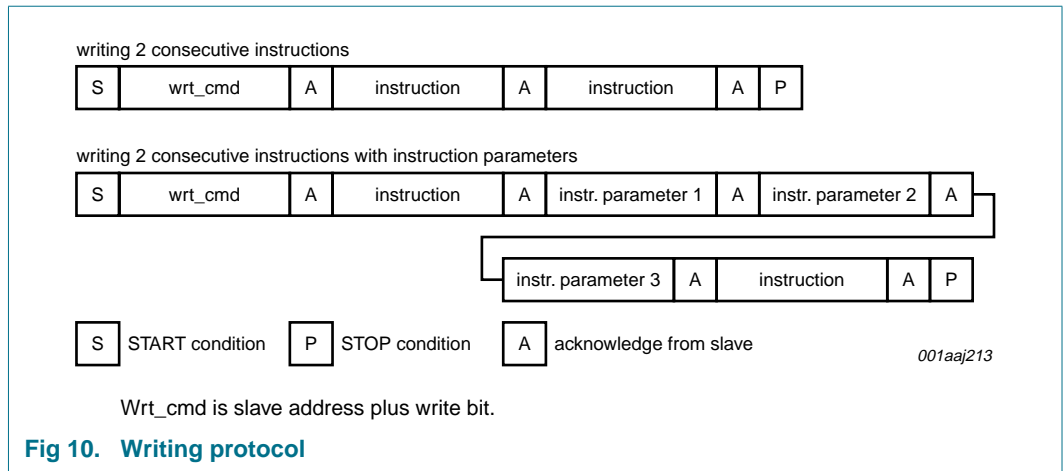 writing 2 consecutive instructions
S wrt_cmd A instruction A instruction A P
writing 2 consecutive instructions with instruction parameters
S wrt_cmd A instruction A instr. parameter 1 A instr. parameter 2 A
instr. parameter 3 A instruction A P
S START condition P STOP condition A acknowledge from slave
001aaj213
Wrt_cmd is slave address plus write bit.
Fig 10. Writing protocol